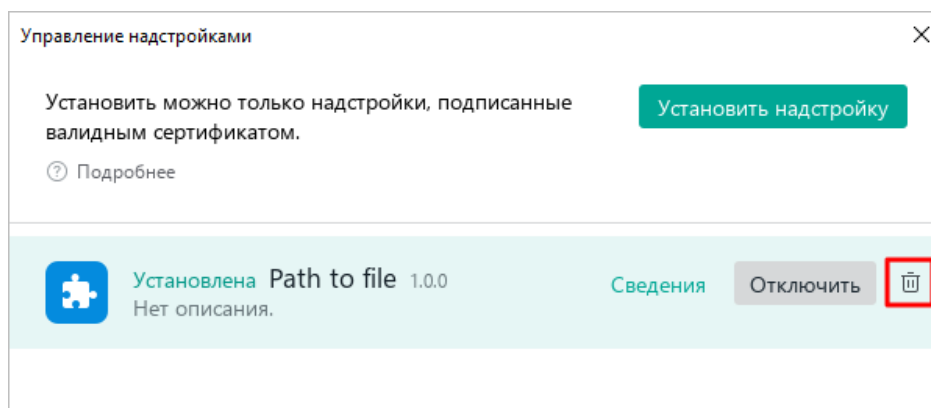 Управление надстройками
Установить можно только надстройки, подписанные
валидным сертификатом.
Установить надстройку
? Подробнее
Установлена Path to file 1.0.0
Нет описания.
Сведения
Отключить